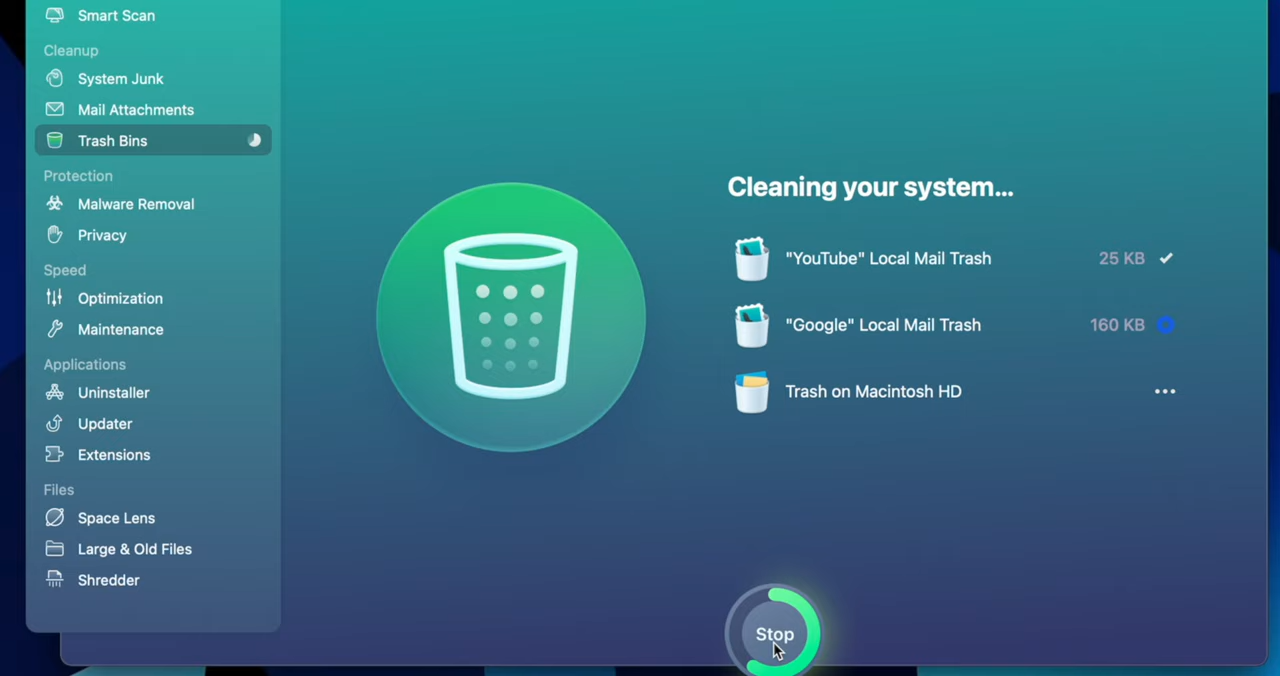 Smart Scan
Cleanup
System Junk
Mail Attachments
Trash Bins
Protection
Malware Removal
Privacy
Speed
Optimization
Maintenance
Applications
Uninstaller
Updater
Extensions
Files
Space Lens
Large & Old Files
Shredder
Cleaning your system...
"YouTube" Local Mail Trash 25 KB
"Google" Local Mail Trash 160 KB
Trash on Macintosh HD
Stop